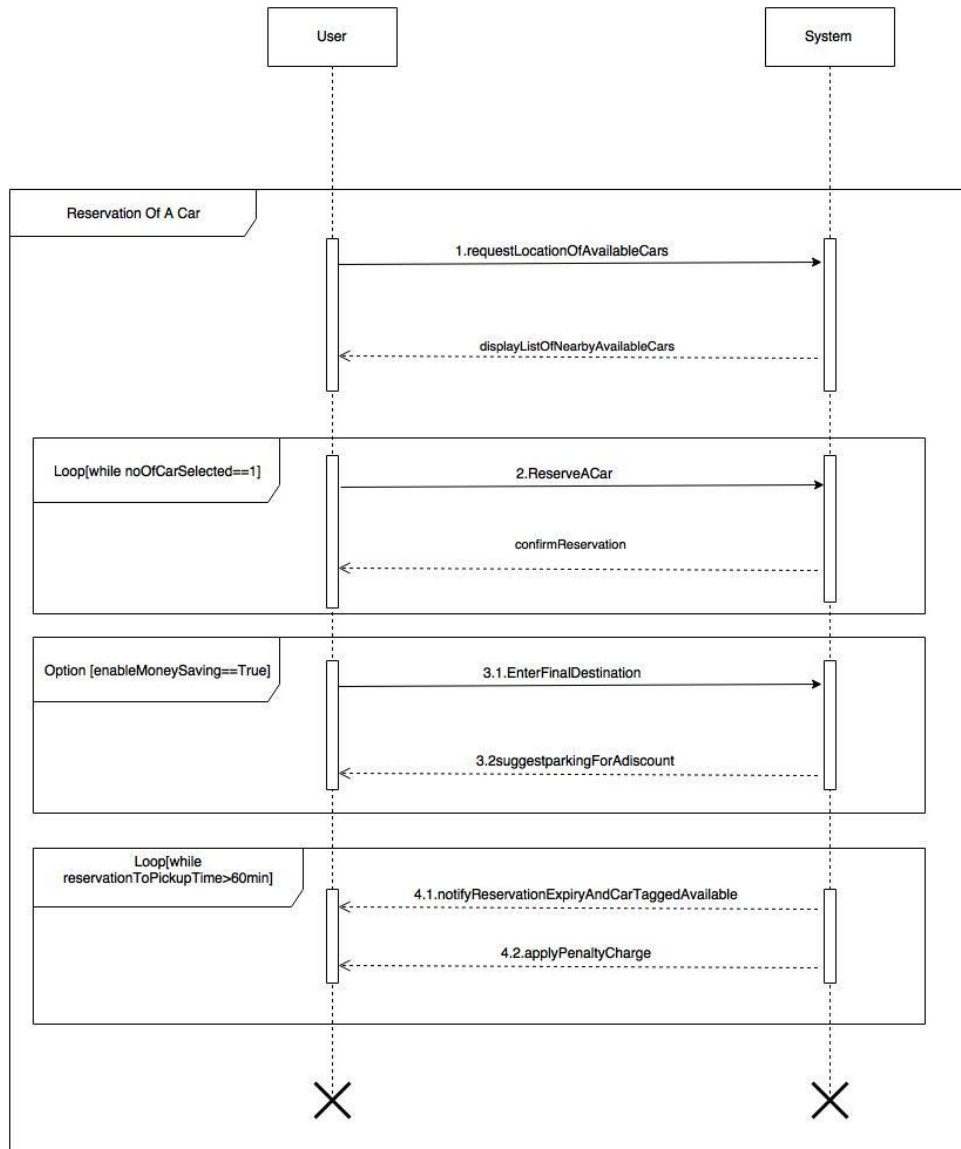 User
System
Reservation Of A Car
1.requestLocationOfAvailableCars
displayListOfNearbyAvailableCars
Loop[while noOfCarSelected==1]
2.ReserveACar
confirmReservation
Option [enableMoneySaving==True]
3.1.EnterFinalDestination
3.2suggestparkingForAdiscount
Loop[while
reservationToPickupTime>60min]
4.1.notifyReservationExpiryAndCarTaggedAvailable
4.2.applyPenaltyCharge